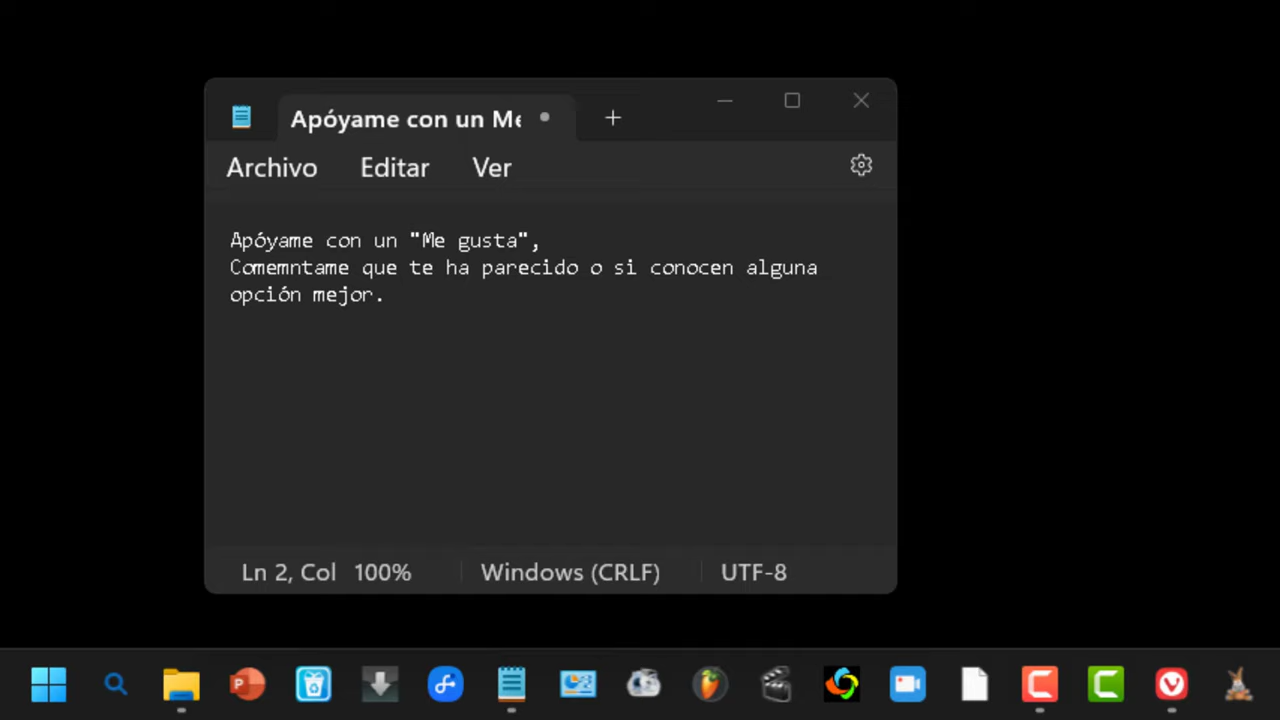 Apóyame con un Me
Archivo Editar Ver
Apóyame con un "Me gusta",
Comemntame que te ha parecido o si conocen alguna
opción mejor.
Ln 2, Col 100% Windows (CRLF) UTF-8